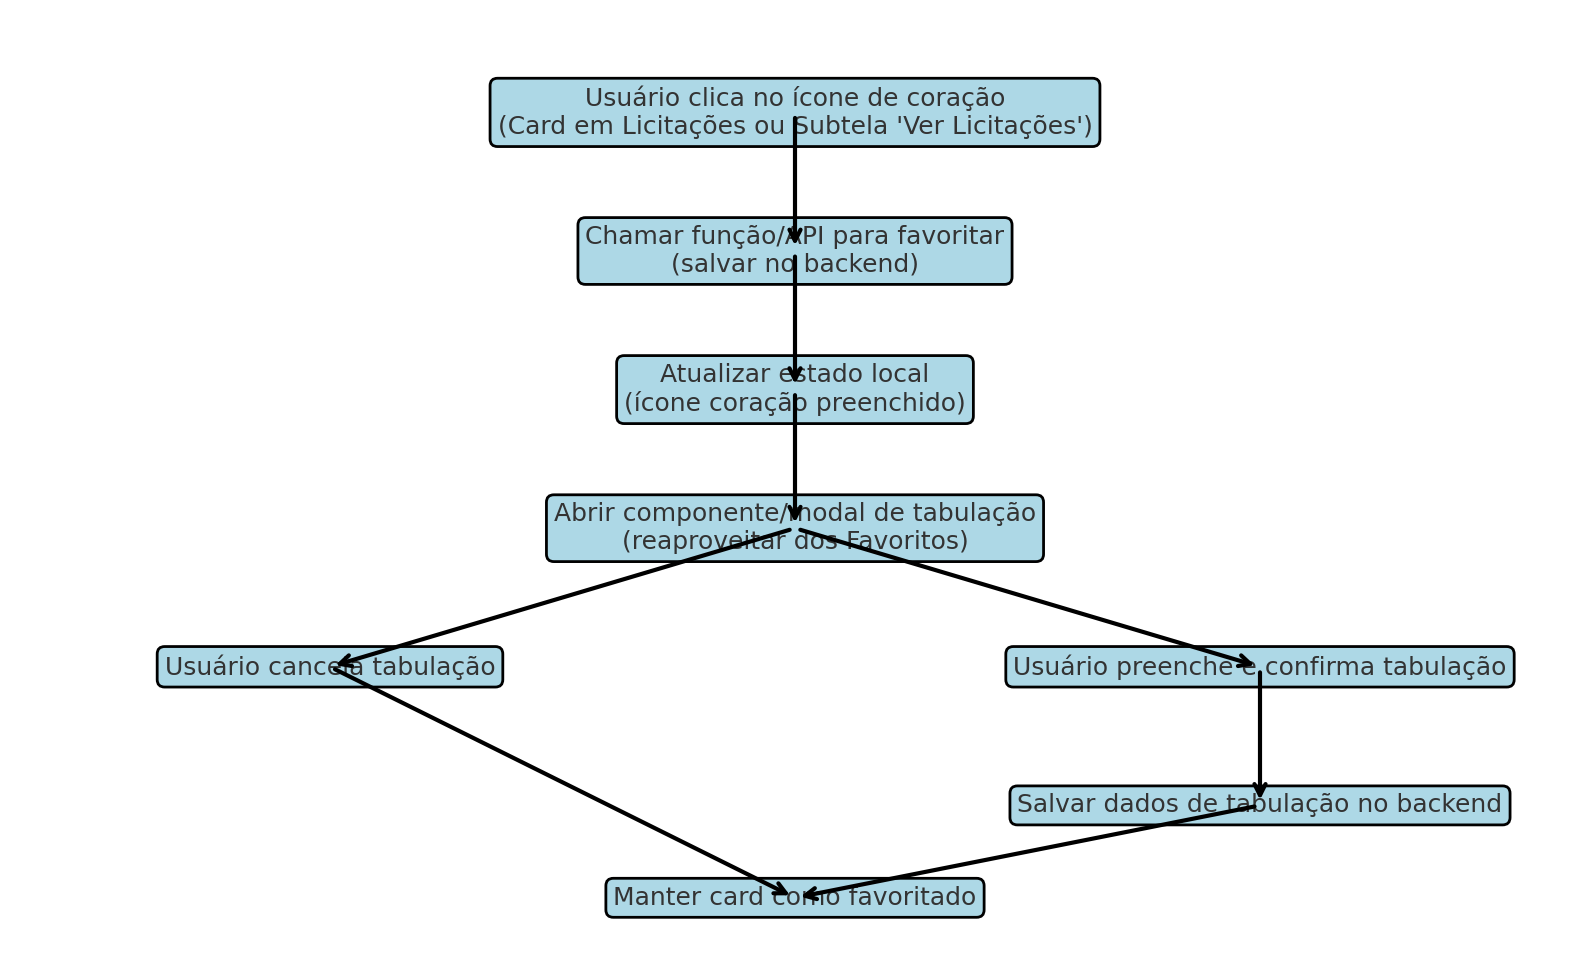 Usuário clica no ícone de coração
(Card em Licitações ou Subtela 'Ver Licitações')
Chamar função/API para favoritar
(salvar no backend)
Atualizar estado local
(ícone coração preenchido)
Abrir componente/modal de tabulação
(reaproveitar dos Favoritos)
Usuário cancela tabulação
Usuário preenche e confirma tabulação
Salvar dados de tabulação no backend
Manter card como favoritado